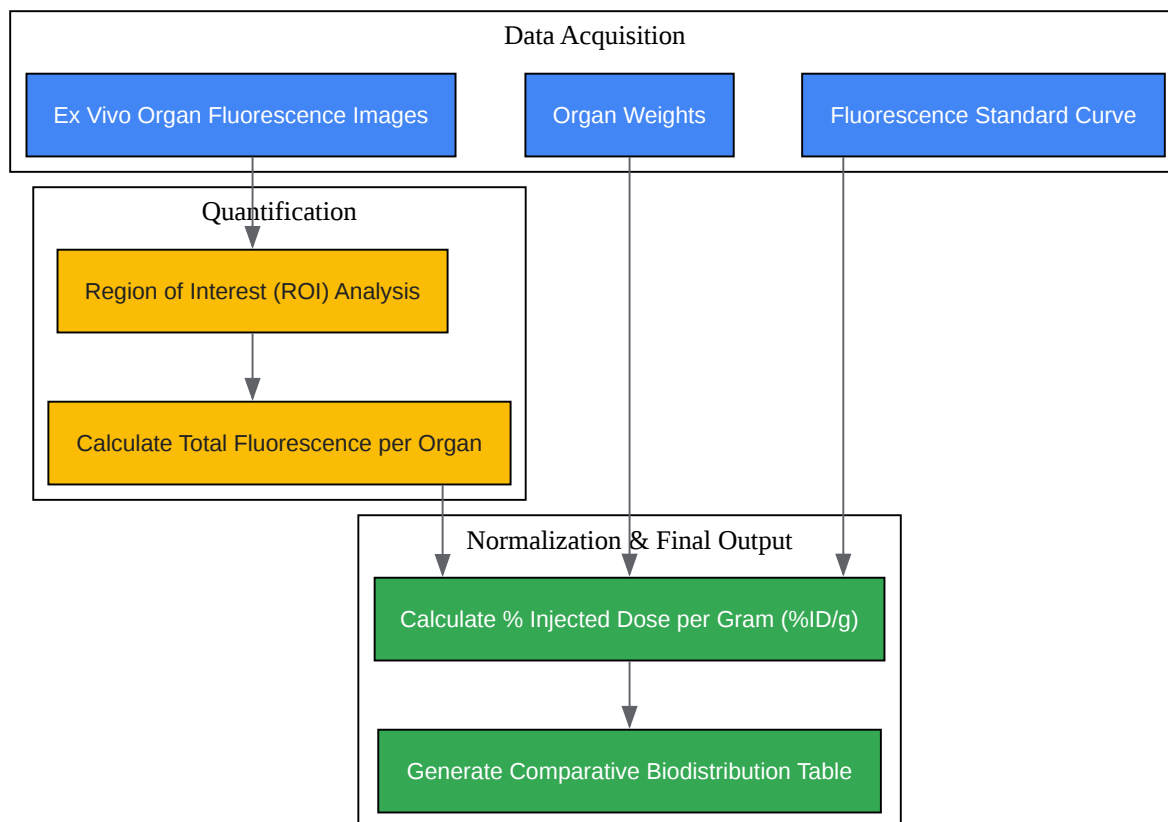 Data Acquisition
Ex Vivo Organ Fluorescence Images
Organ Weights
Fluorescence Standard Curve
Quantification
Region of Interest (ROI) Analysis
Calculate Total Fluorescence per Organ
Normalization & Final Output
Calculate % Injected Dose per Gram (%ID/g)
Generate Comparative Biodistribution Table